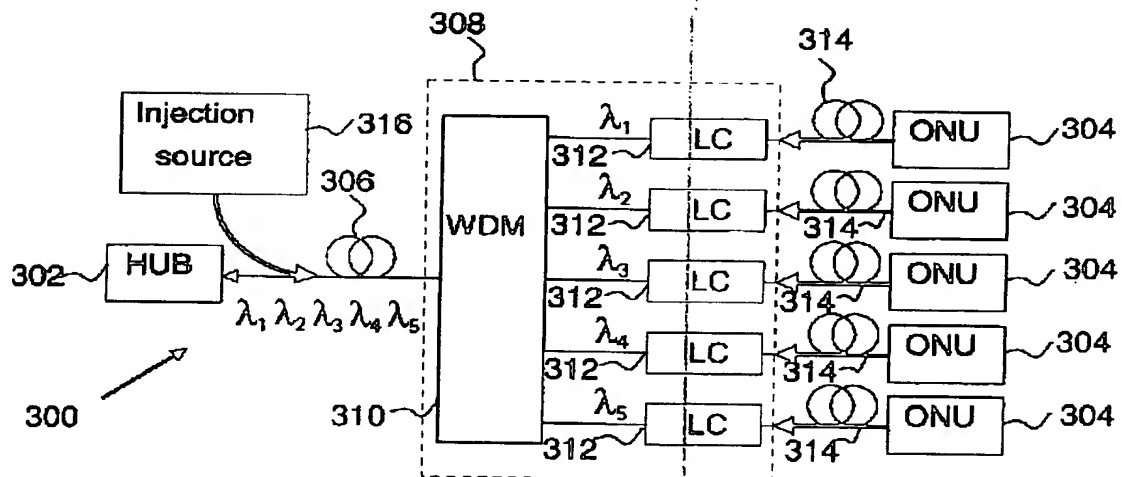 308
314
Injection
source
316
306
WDM
λ1
312
LC
ONU
304
λ2
312
LC
314
ONU
304
302
HUB
λ1 λ2 λ3 λ4 λ5
λ3
312
LC
314
ONU
304
λ4
312
LC
314
ONU
304
300
310
λ5
312
LC
314
ONU
304